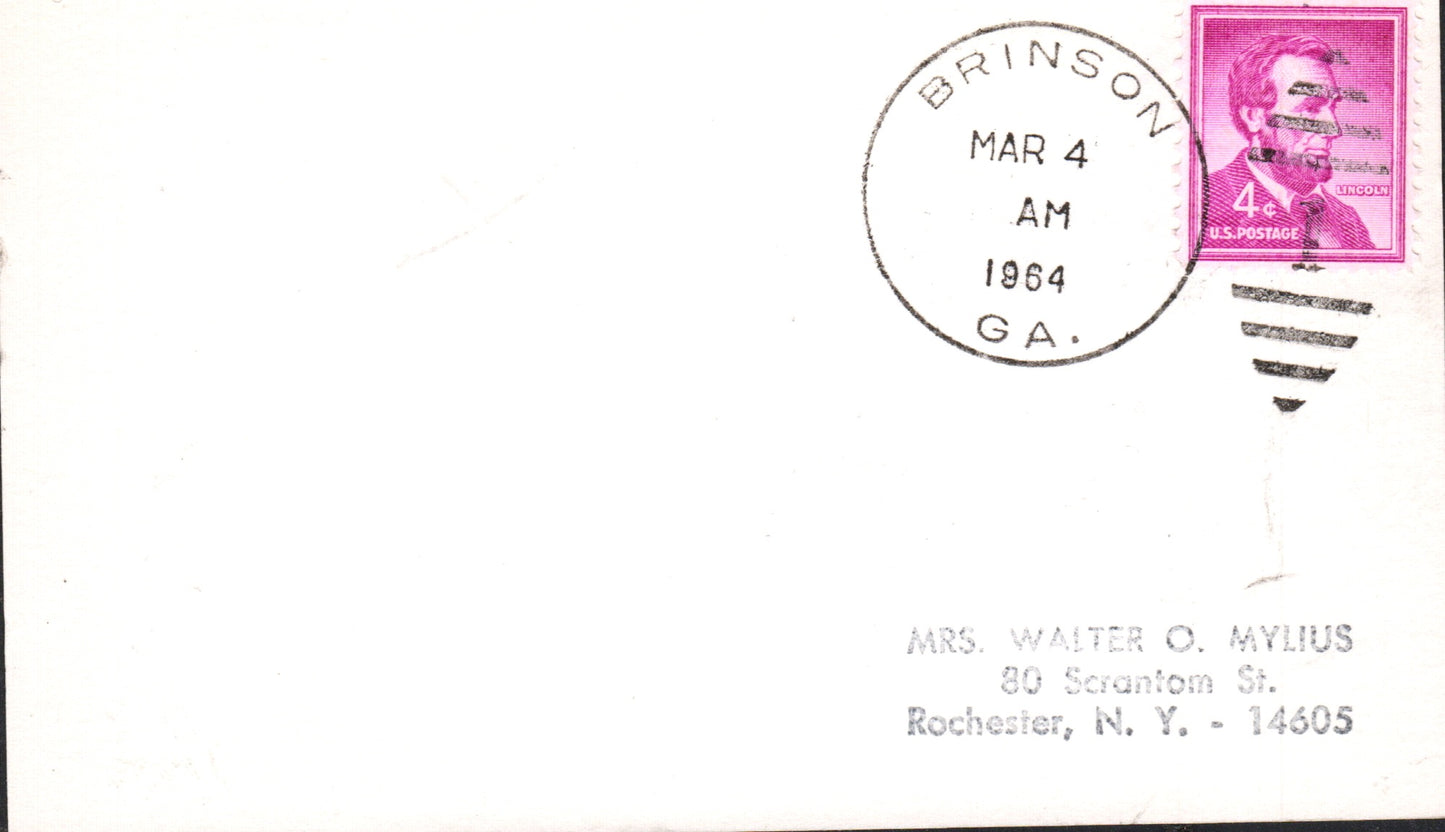 BRINSON
MAR 4
AM
1964
GA.
LINCOLN
4¢
U.S. POSTAGE
MRS. WALTER O. MYLIUS
80 Scrantom St.
Rochester, N. Y. - 14605